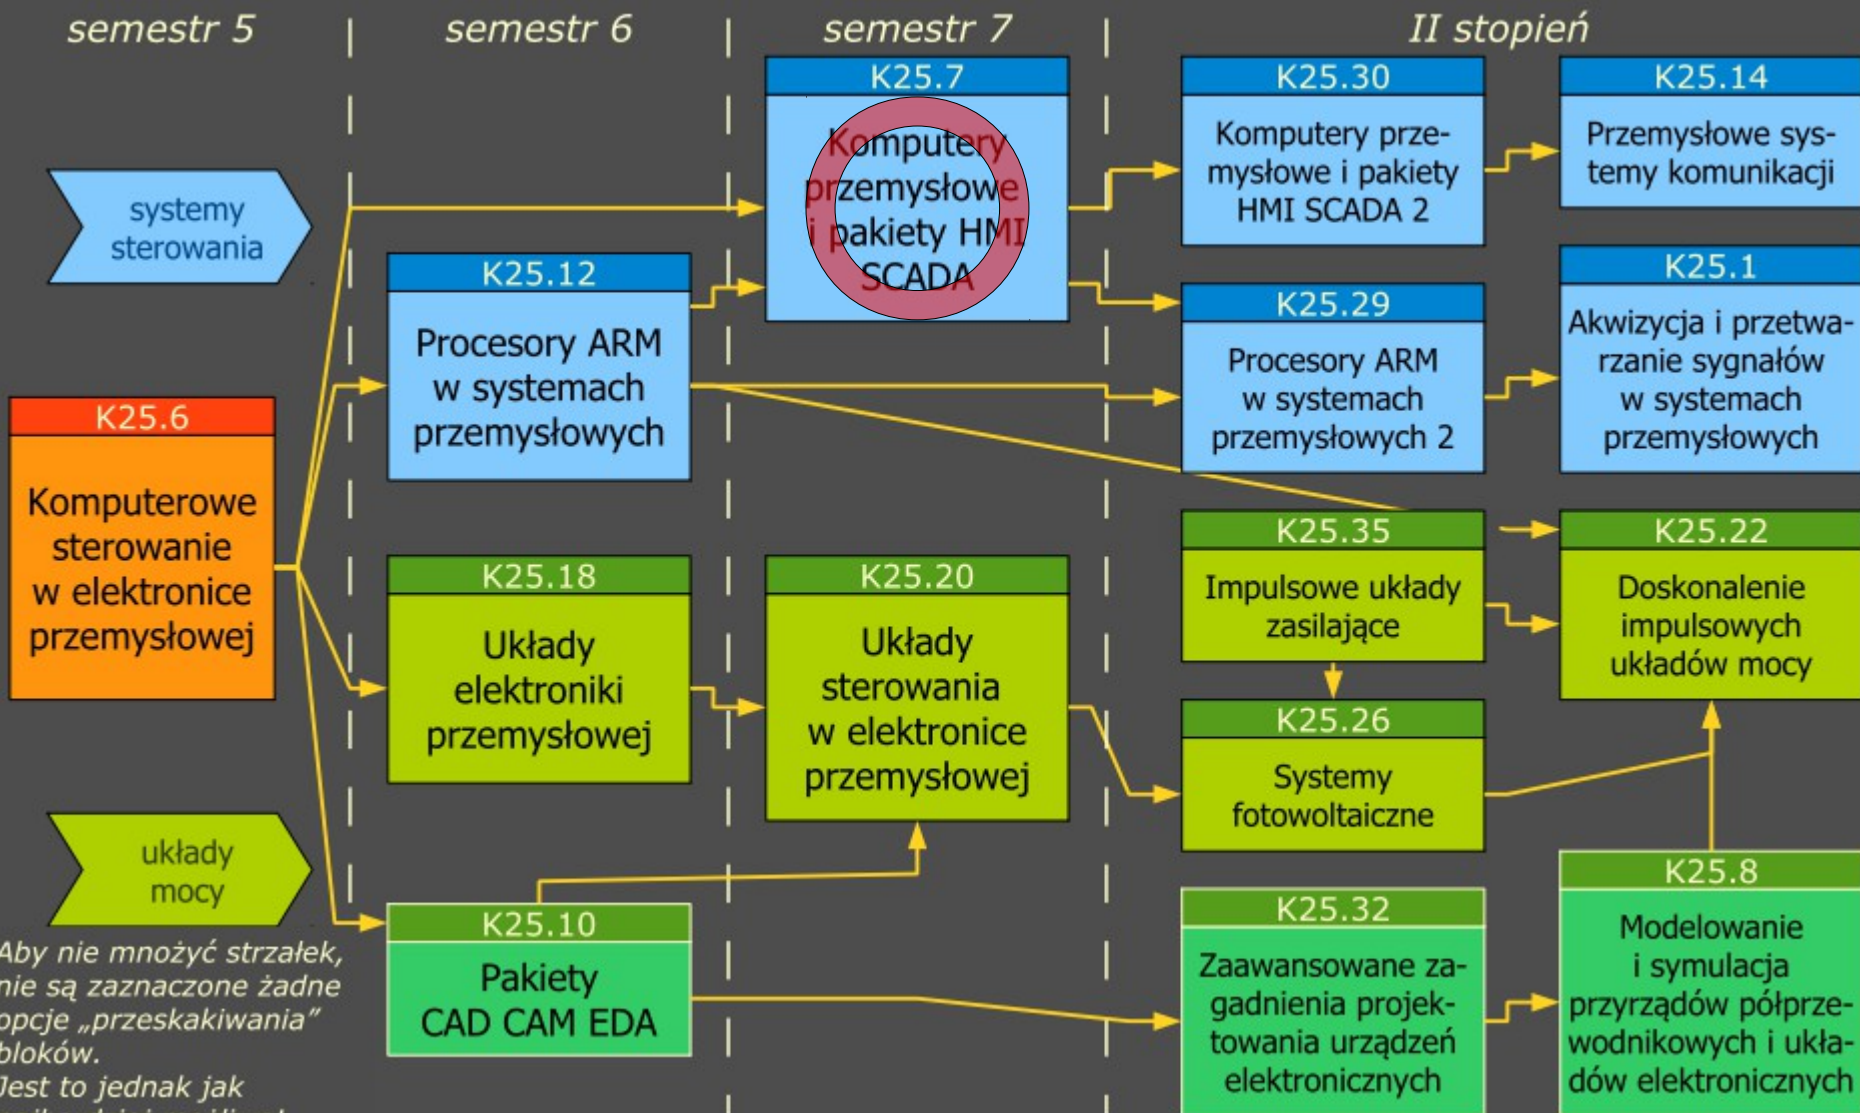 semestr 5
semestr 6
semestr 7
II stopień
K25.7
Komputery
przemysłowe
i pakiety HMI
SCADA
K25.30
Komputery prze-
mysłowe i pakiety
HMI SCADA 2
K25.14
Przemysłowe sys-
temy komunikacji
systemy
sterowania
K25.12
Procesory ARM
w systemach
przemysłowych
K25.29
Procesory ARM
w systemach
przemysłowych 2
K25.1
Akwizycja i przetwa-
rzanie sygnałów
w systemach
przemysłowych
K25.6
Komputerowe
sterowanie
w elektronice
przemysłowej
K25.18
Układy
elektroniki
przemysłowej
K25.20
Układy
sterowania
w elektronice
przemysłowej
K25.35
Impulsowe układy
zasilające
K25.22
Doskonalenie
impulsowych
układów mocy
K25.26
Systemy
fotowoltaiczne
układy
mocy
K25.10
Pakiety
CAD CAM EDA
K25.32
Zaawansowane za-
gadnienia projek-
towania urządzeń
elektronicznych
K25.8
Modelowanie
i symulacja
przyrządów półprze-
wodnikowych i ukła-
dów elektronicznych
Aby nie mnożyć strzałek,
nie są zaznaczone żadne
opcje „przeskakiwania”
bloków.
Jest to jednak jak